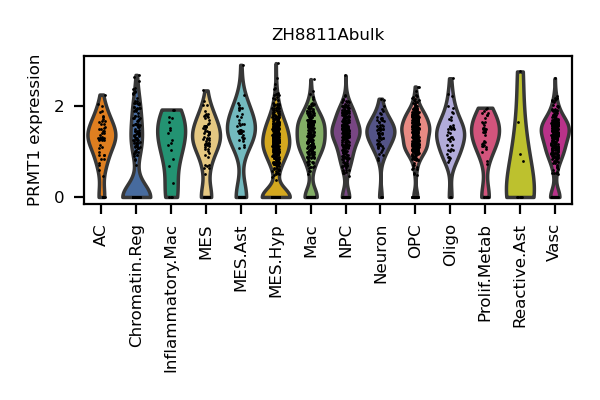 ZH8811Abulk
PRMT1 expression
2
0
AC
Chromatin.Reg
Inflammatory.Mac
MES
MES.Ast
MES.Hyp
Mac
NPC
Neuron
OPC
Oligo
Prolif.Metab
Reactive.Ast
Vasc